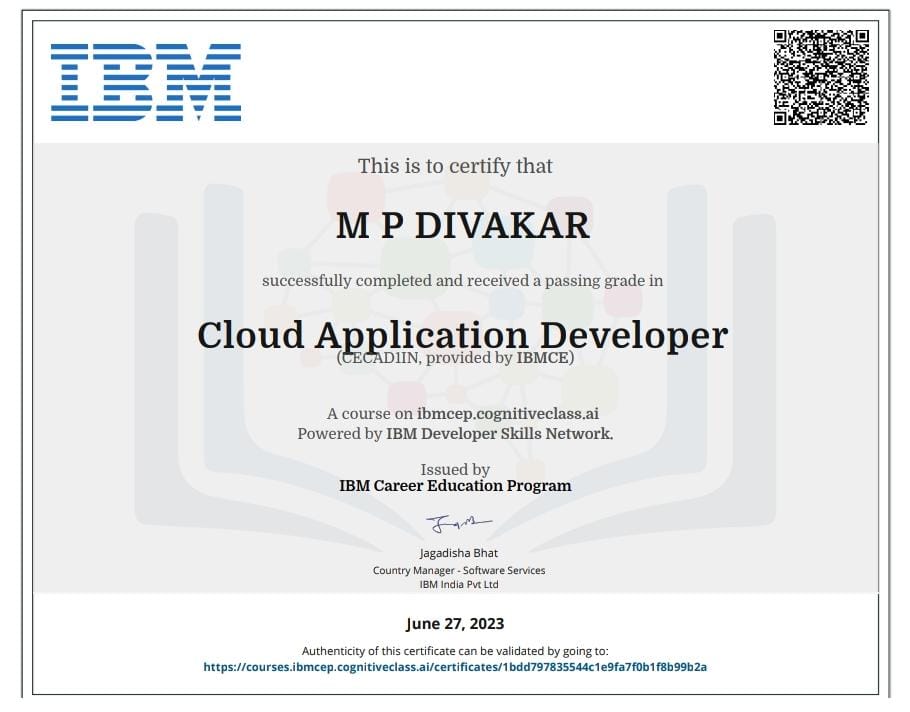 IBM
This is to certify that
M P DIVAKAR
successfully completed and received a passing grade in
Cloud Application Developer
(CECAD1IN, provided by IBMCE)
A course on ibmcep.cognitiveclass.ai
Powered by IBM Developer Skills Network.
Issued by
IBM Career Education Program
Jagadisha Bhat
Country Manager - Software Services
IBM India Pvt Ltd
June 27, 2023
Authenticity of this certificate can be validated by going to:
https://courses.ibmcep.cognitiveclass.ai/certificates/1bdd797835544c1e9fa7f0b1f8b99b2a